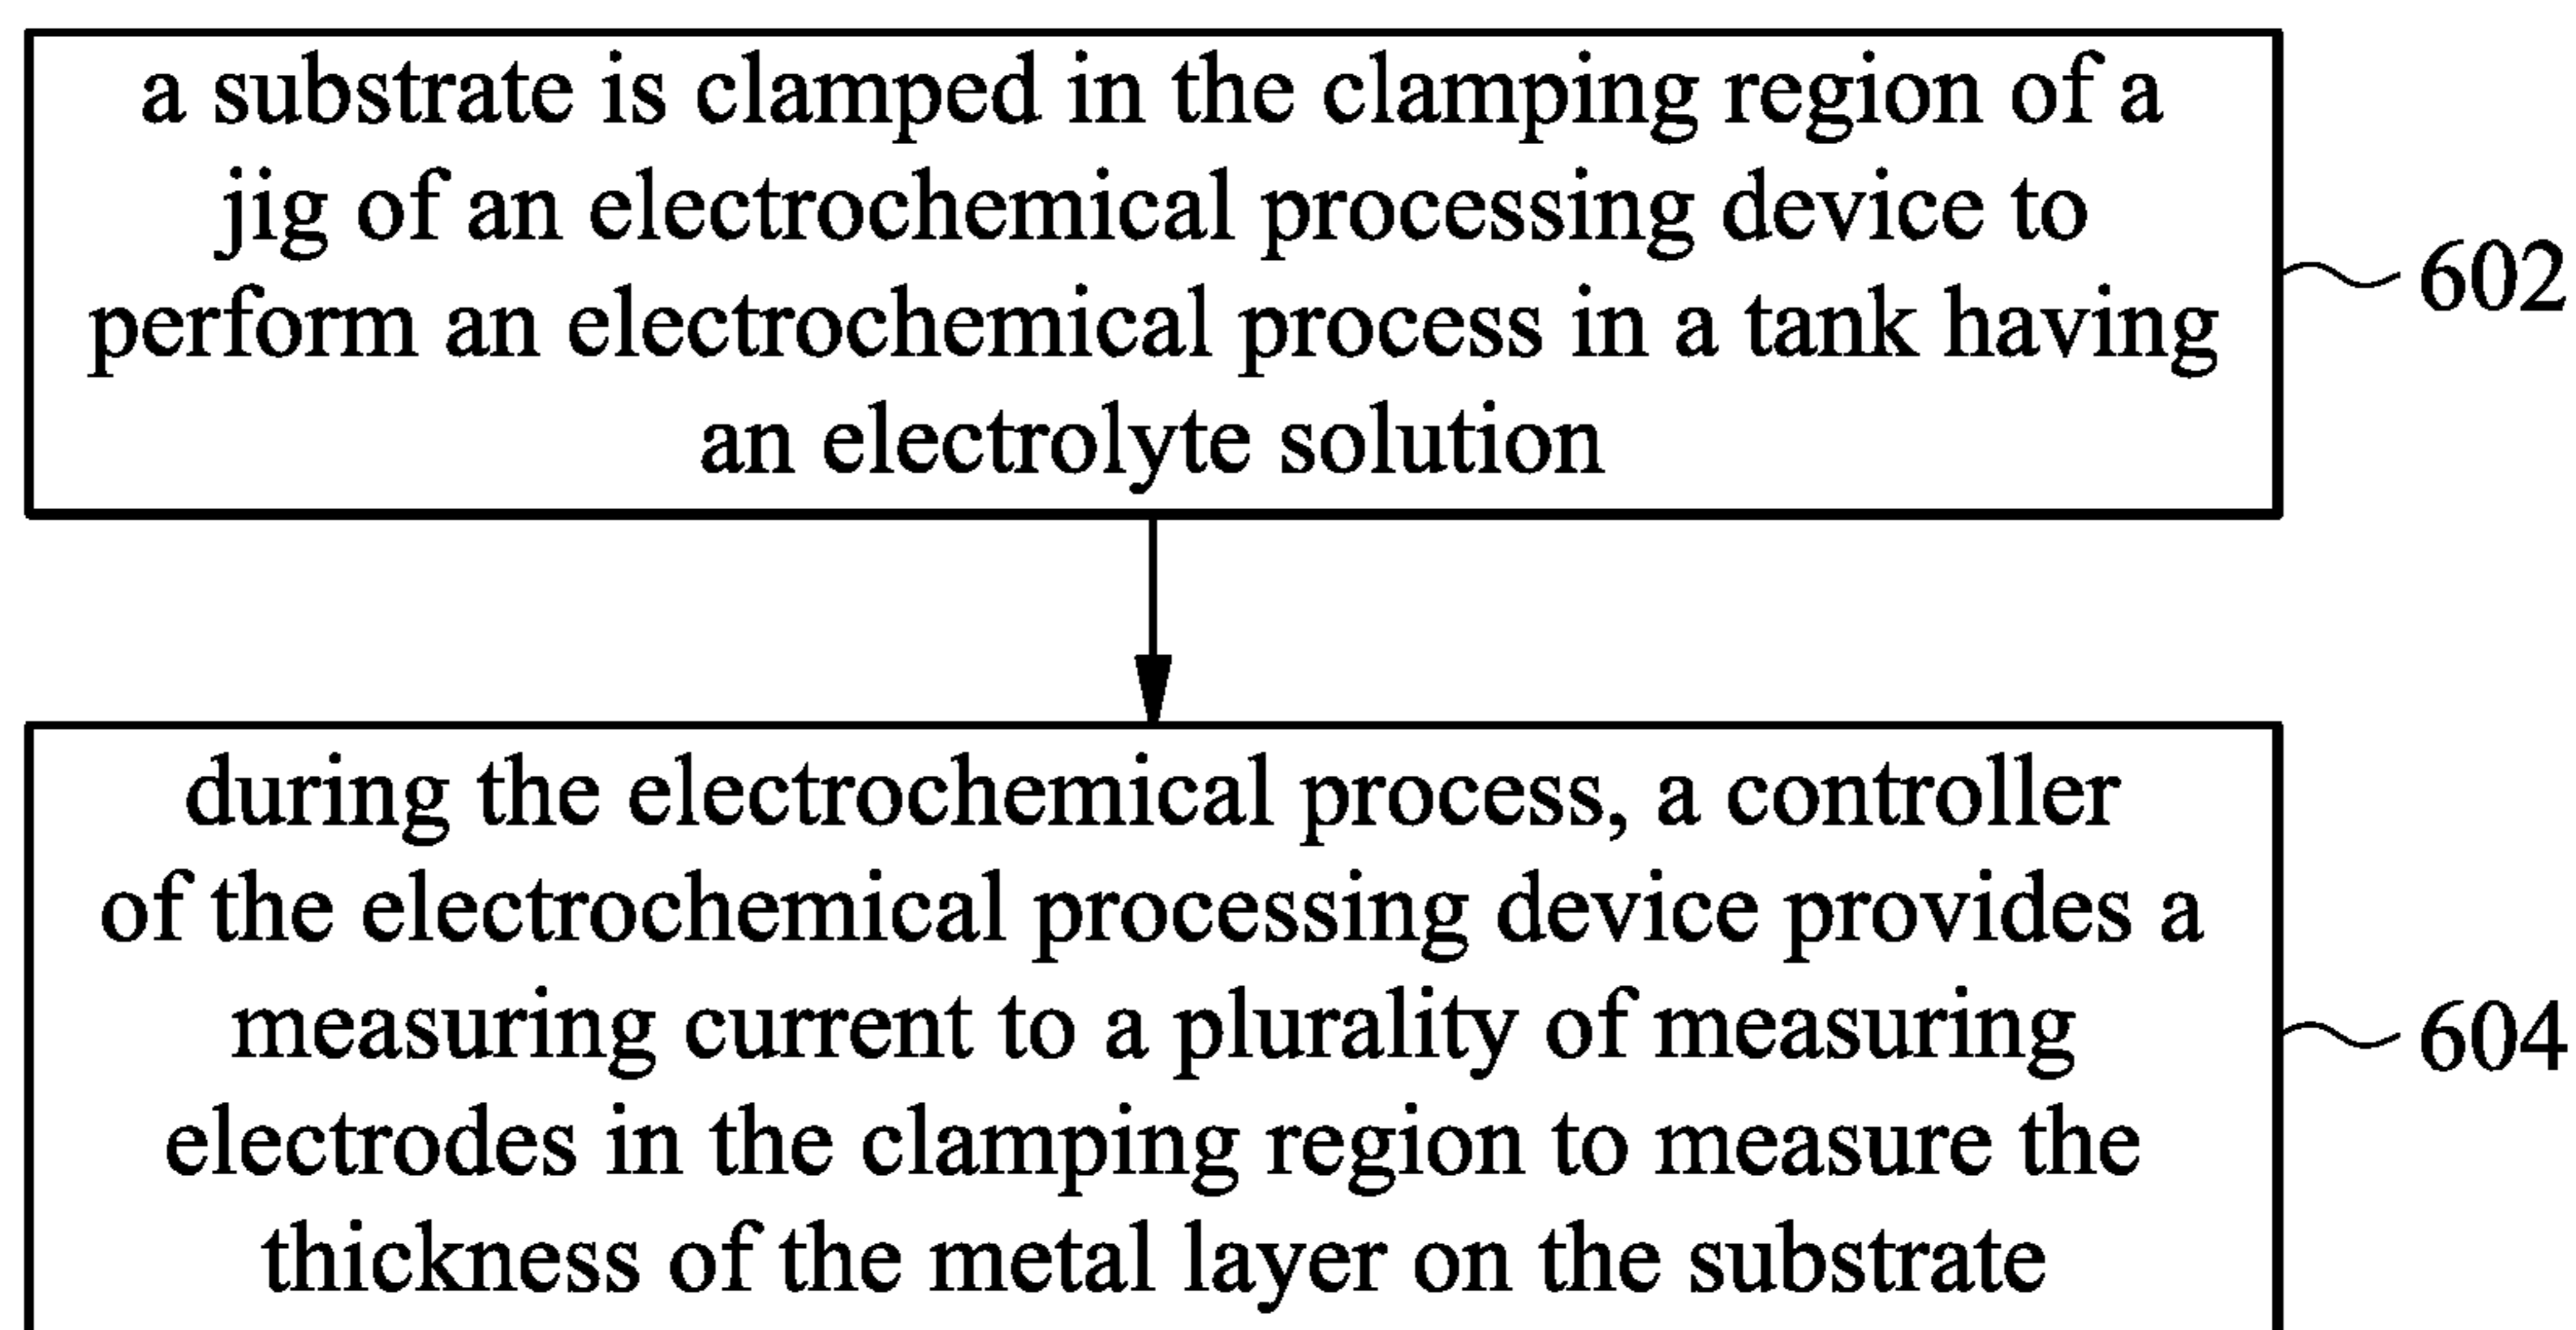 a substrate is clamped in the clamping region of a
jig of an electrochemical processing device to
perform an electrochemical process in a tank having
an electrolyte solution
602
during the electrochemical process, a controller
of the electrochemical processing device provides a
measuring current to a plurality of measuring
electrodes in the clamping region to measure the
thickness of the metal layer on the substrate
604